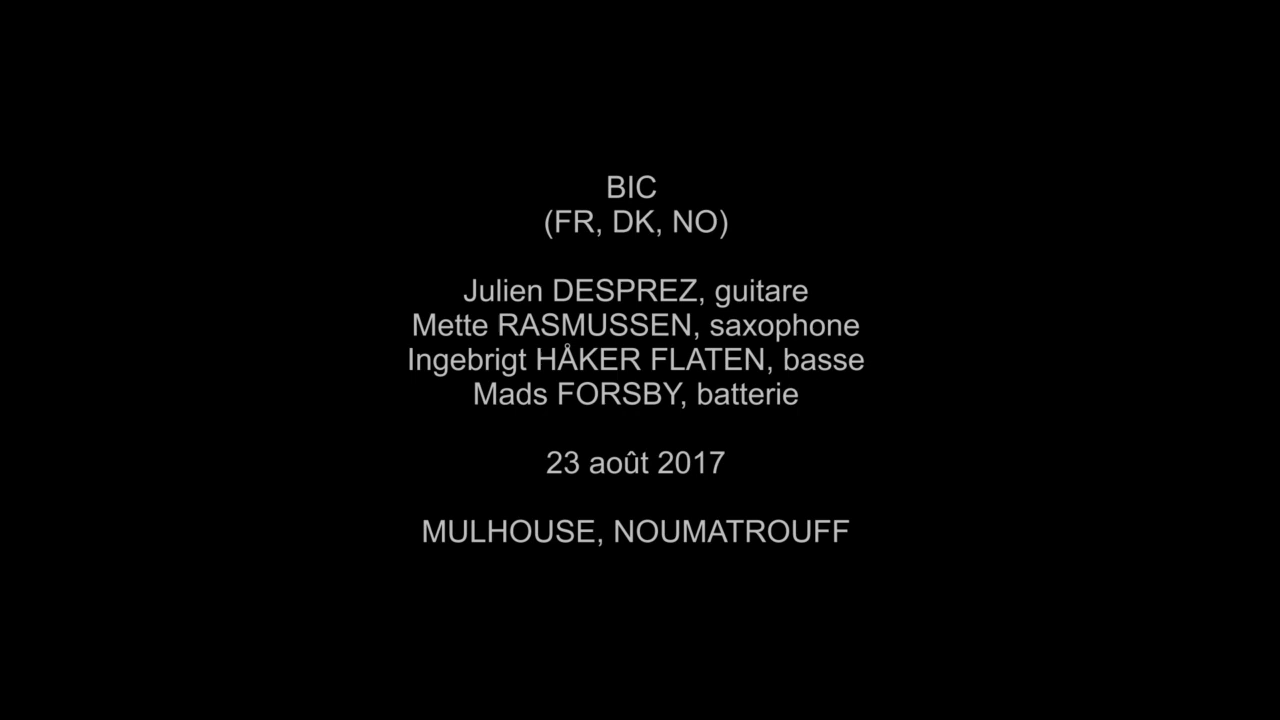 BIC
(FR, DK, NO)
Julien DESPREZ, guitare
Mette RASMUSSEN, saxophone
Ingebrigt HÅKER FLATEN, basse
Mads FORSBY, batterie
23 août 2017
MULHOUSE, NOUMATROUFF